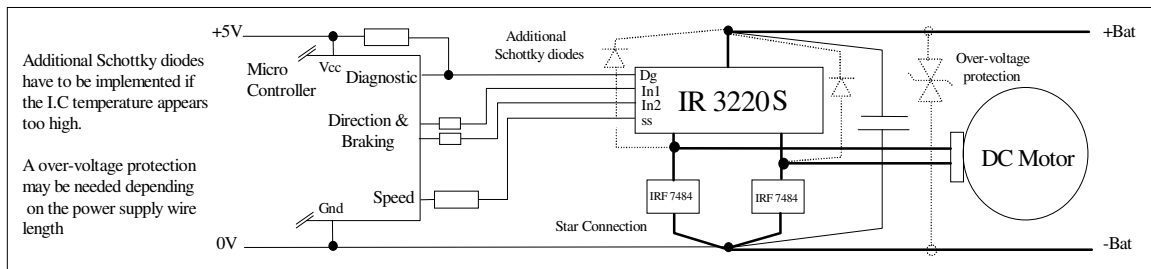 +5V
Additional Schottky diodes
have to be implemented if
the I.C temperature appears
too high.
A over-voltage protection
may be needed depending
on the power supply wire
length
0V
Micro
Controller
Vcc
Diagnostic
Direction &
Braking
Speed
Gnd
Additional
Schottky diodes
Dg
In1
In2
ss
IR 3220S
IRF 7484
IRF 7484
Star Connection
Over-voltage
protection
DC Motor
+Bat
-Bat